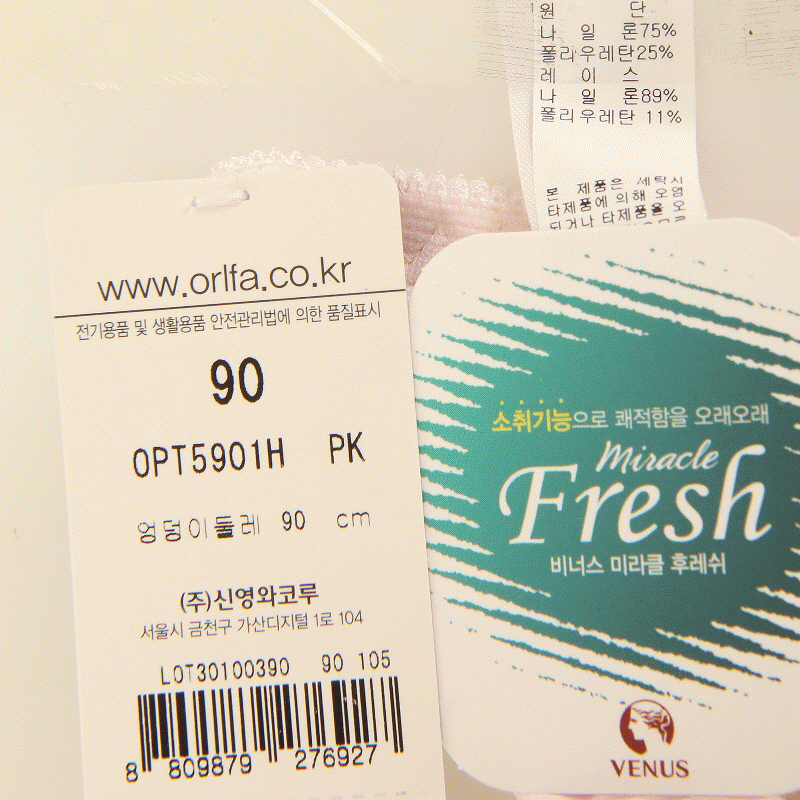 원 단
나 일 론75%
폴리우레탄25%
레 이 스
나 일 론89%
폴리우레탄 11%
본 제품은 세탁시
타제품에 의해 오염
되거나 타제품을 오
www.orlfa.co.kr
전기용품 및 생활용품 안전관리법에 의한 품질표시
90
OPT5901H PK
엉덩이둘레 90 cm
(주)신영와코루
서울시 금천구 가산디지털 1로 104
LOT30100390 90 105
8 809879 276927
소취기능으로 쾌적함을 오래오래
Miracle
Fresh
비너스 미라클 후레쉬
VENUS